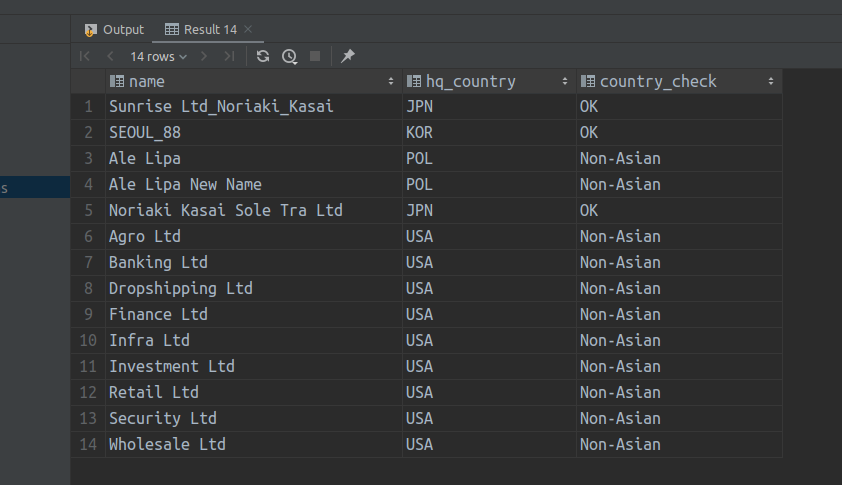 Output Result 14
14 rows
name hq_country country_check
1 Sunrise Ltd_Noriaki_Kasai JPN OK
2 SEOUL_88 KOR OK
3 Ale Lipa POL Non-Asian
s
4 Ale Lipa New Name POL Non-Asian
5 Noriaki Kasai Sole Tra Ltd JPN OK
6 Agro Ltd USA Non-Asian
7 Banking Ltd USA Non-Asian
8 Dropshipping Ltd USA Non-Asian
9 Finance Ltd USA Non-Asian
10 Infra Ltd USA Non-Asian
11 Investment Ltd USA Non-Asian
12 Retail Ltd USA Non-Asian
13 Security Ltd USA Non-Asian
14 Wholesale Ltd USA Non-Asian